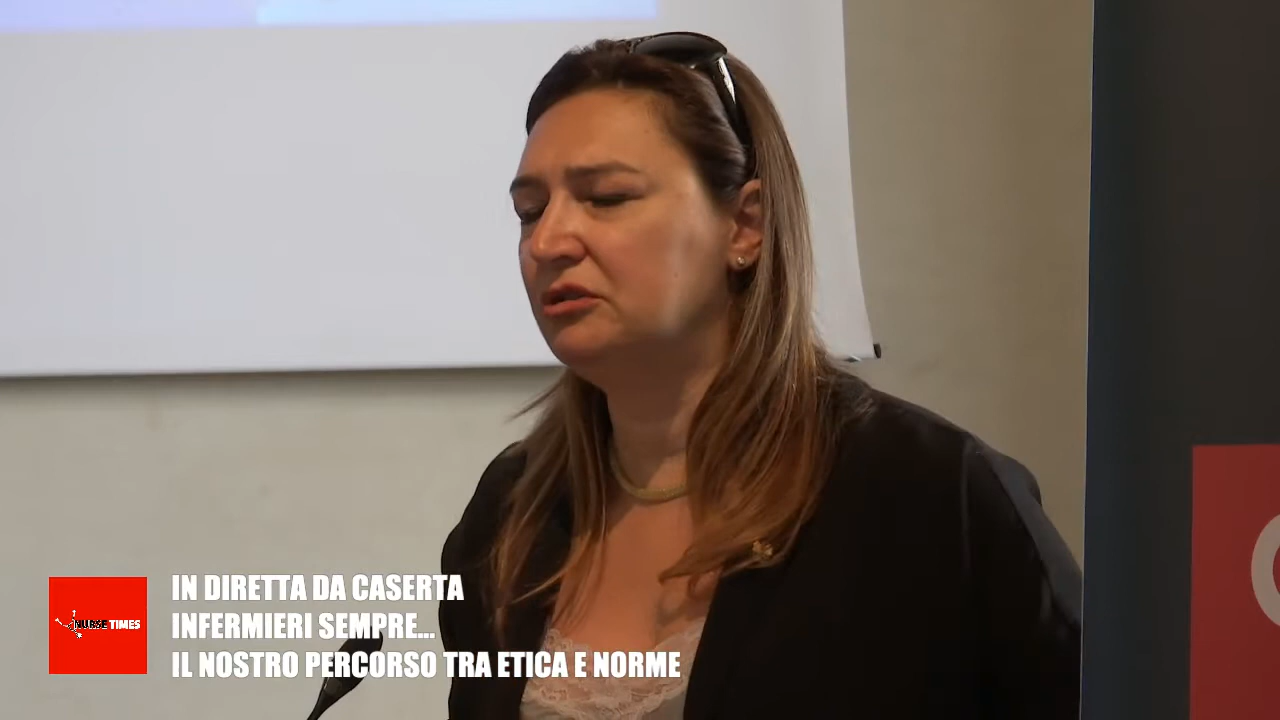 IN DIRETTA DA CASERTA
INFERMIERI SEMPRE...
NURSE TIMES
IL NOSTRO PERCORSO TRA ETICA E NORME